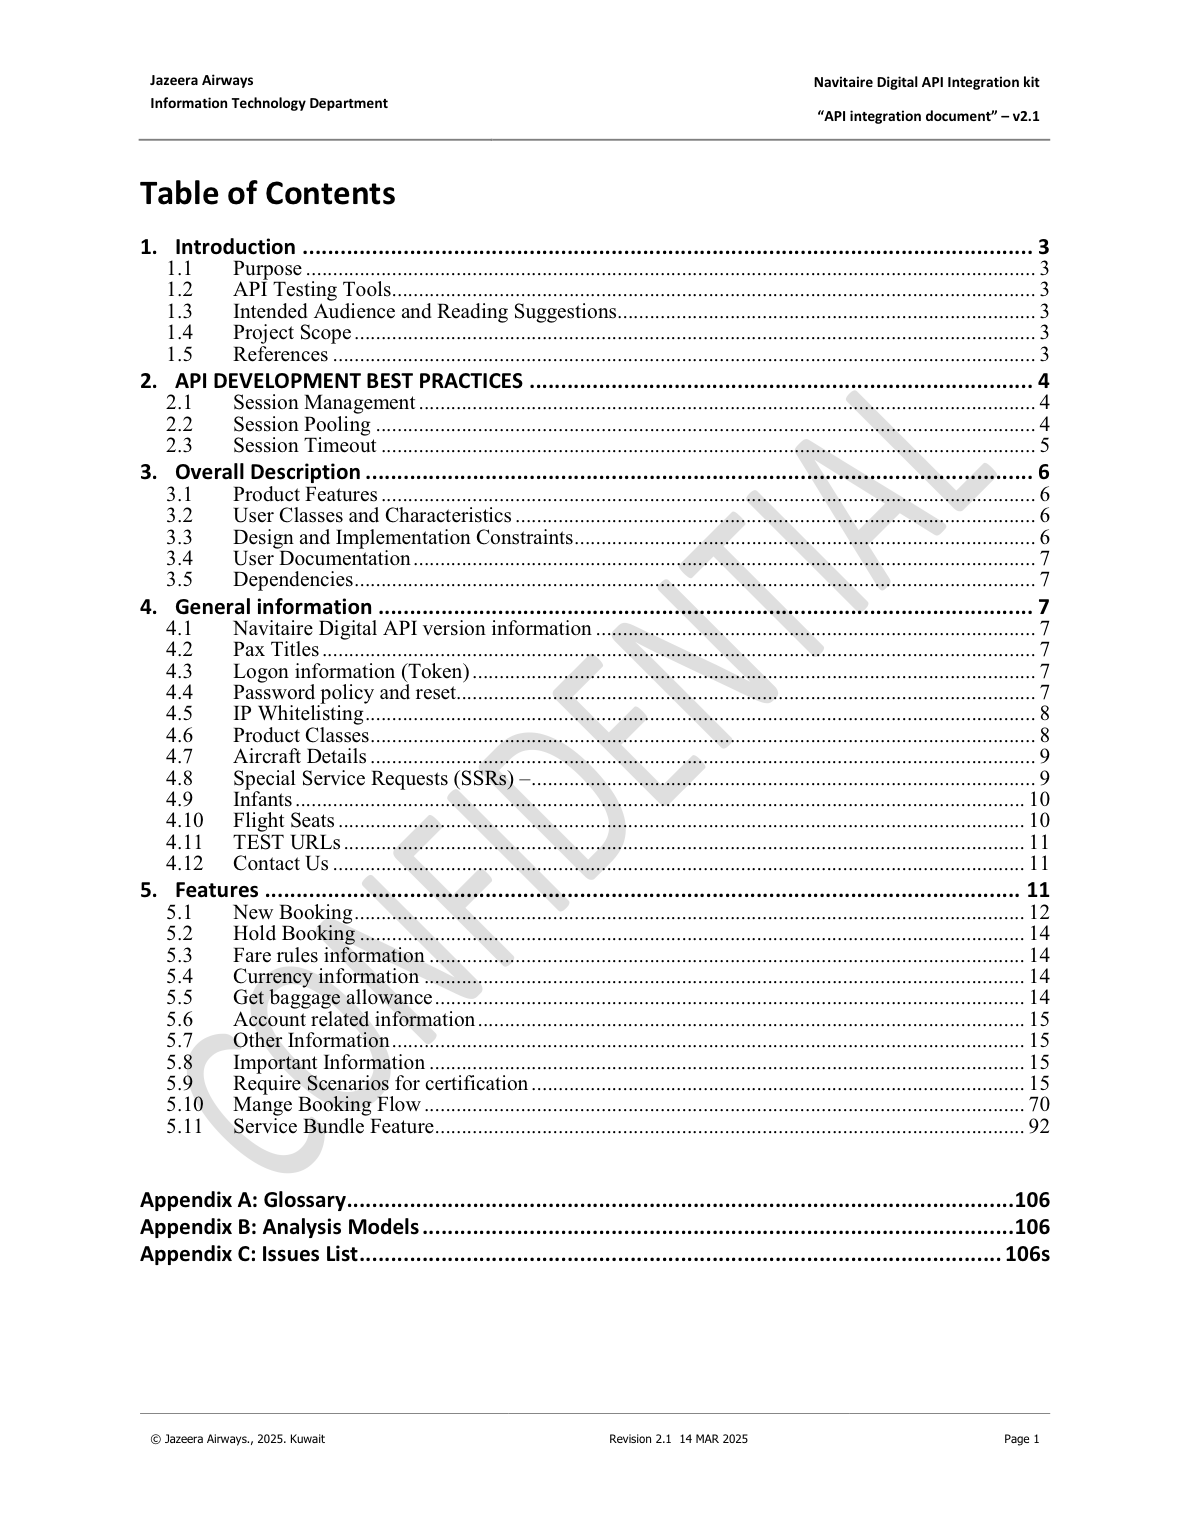 Jazeera Airways
Information Technology Department
Navitaire Digital API Integration kit
“API integration document” – v2.1
Table of Contents
1. Introduction ........ 3
1.1 Purpose ........ 3
1.2 API Testing Tools ........ 3
1.3 Intended Audience and Reading Suggestions ........ 3
1.4 Project Scope ........ 3
1.5 References ........ 3
2. API DEVELOPMENT BEST PRACTICES ........ 4
2.1 Session Management ........ 4
2.2 Session Pooling ........ 4
2.3 Session Timeout ........ 5
3. Overall Description ........ 6
3.1 Product Features ........ 6
3.2 User Classes and Characteristics ........ 6
3.3 Design and Implementation Constraints ........ 6
3.4 User Documentation ........ 7
3.5 Dependencies ........ 7
4. General information ........ 7
4.1 Navitaire Digital API version information ........ 7
4.2 Pax Titles ........ 7
4.3 Logon information (Token) ........ 7
4.4 Password policy and reset ........ 7
4.5 IP Whitelisting ........ 8
4.6 Product Classes ........ 8
4.7 Aircraft Details ........ 9
4.8 Special Service Requests (SSRs) – ........ 9
4.9 Infants ........ 10
4.10 Flight Seats ........ 10
4.11 TEST URLs ........ 11
4.12 Contact Us ........ 11
5. Features ........ 11
5.1 New Booking ........ 12
5.2 Hold Booking ........ 14
5.3 Fare rules information ........ 14
5.4 Currency information ........ 14
5.5 Get baggage allowance ........ 14
5.6 Account related information ........ 15
5.7 Other Information ........ 15
5.8 Important Information ........ 15
5.9 Require Scenarios for certification ........ 15
5.10 Mange Booking Flow ........ 70
5.11 Service Bundle Feature ........ 92
Appendix A: Glossary ........ 106
Appendix B: Analysis Models ........ 106
Appendix C: Issues List ........ 106s
CONFIDENTIAL
© Jazeera Airways., 2025. Kuwait
Revision 2.1 14 MAR 2025
Page 1